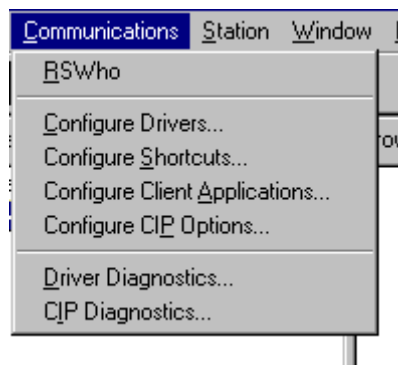 Communications Station Window
RSWho
Configure Drivers...
Configure Shortcuts...
Configure Client Applications...
Configure CIP Options...
Driver Diagnostics...
CIP Diagnostics...